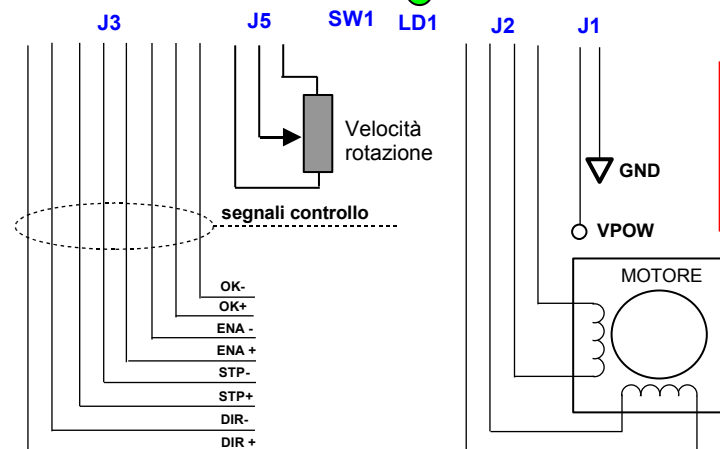 J3
J5
SW1
LD1
J2
J1
Velocità
rotazione
GND
segnali controllo
VPOW
MOTORE
OK-
OK+
ENA -
ENA +
STP-
STP+
DIR-
DIR +